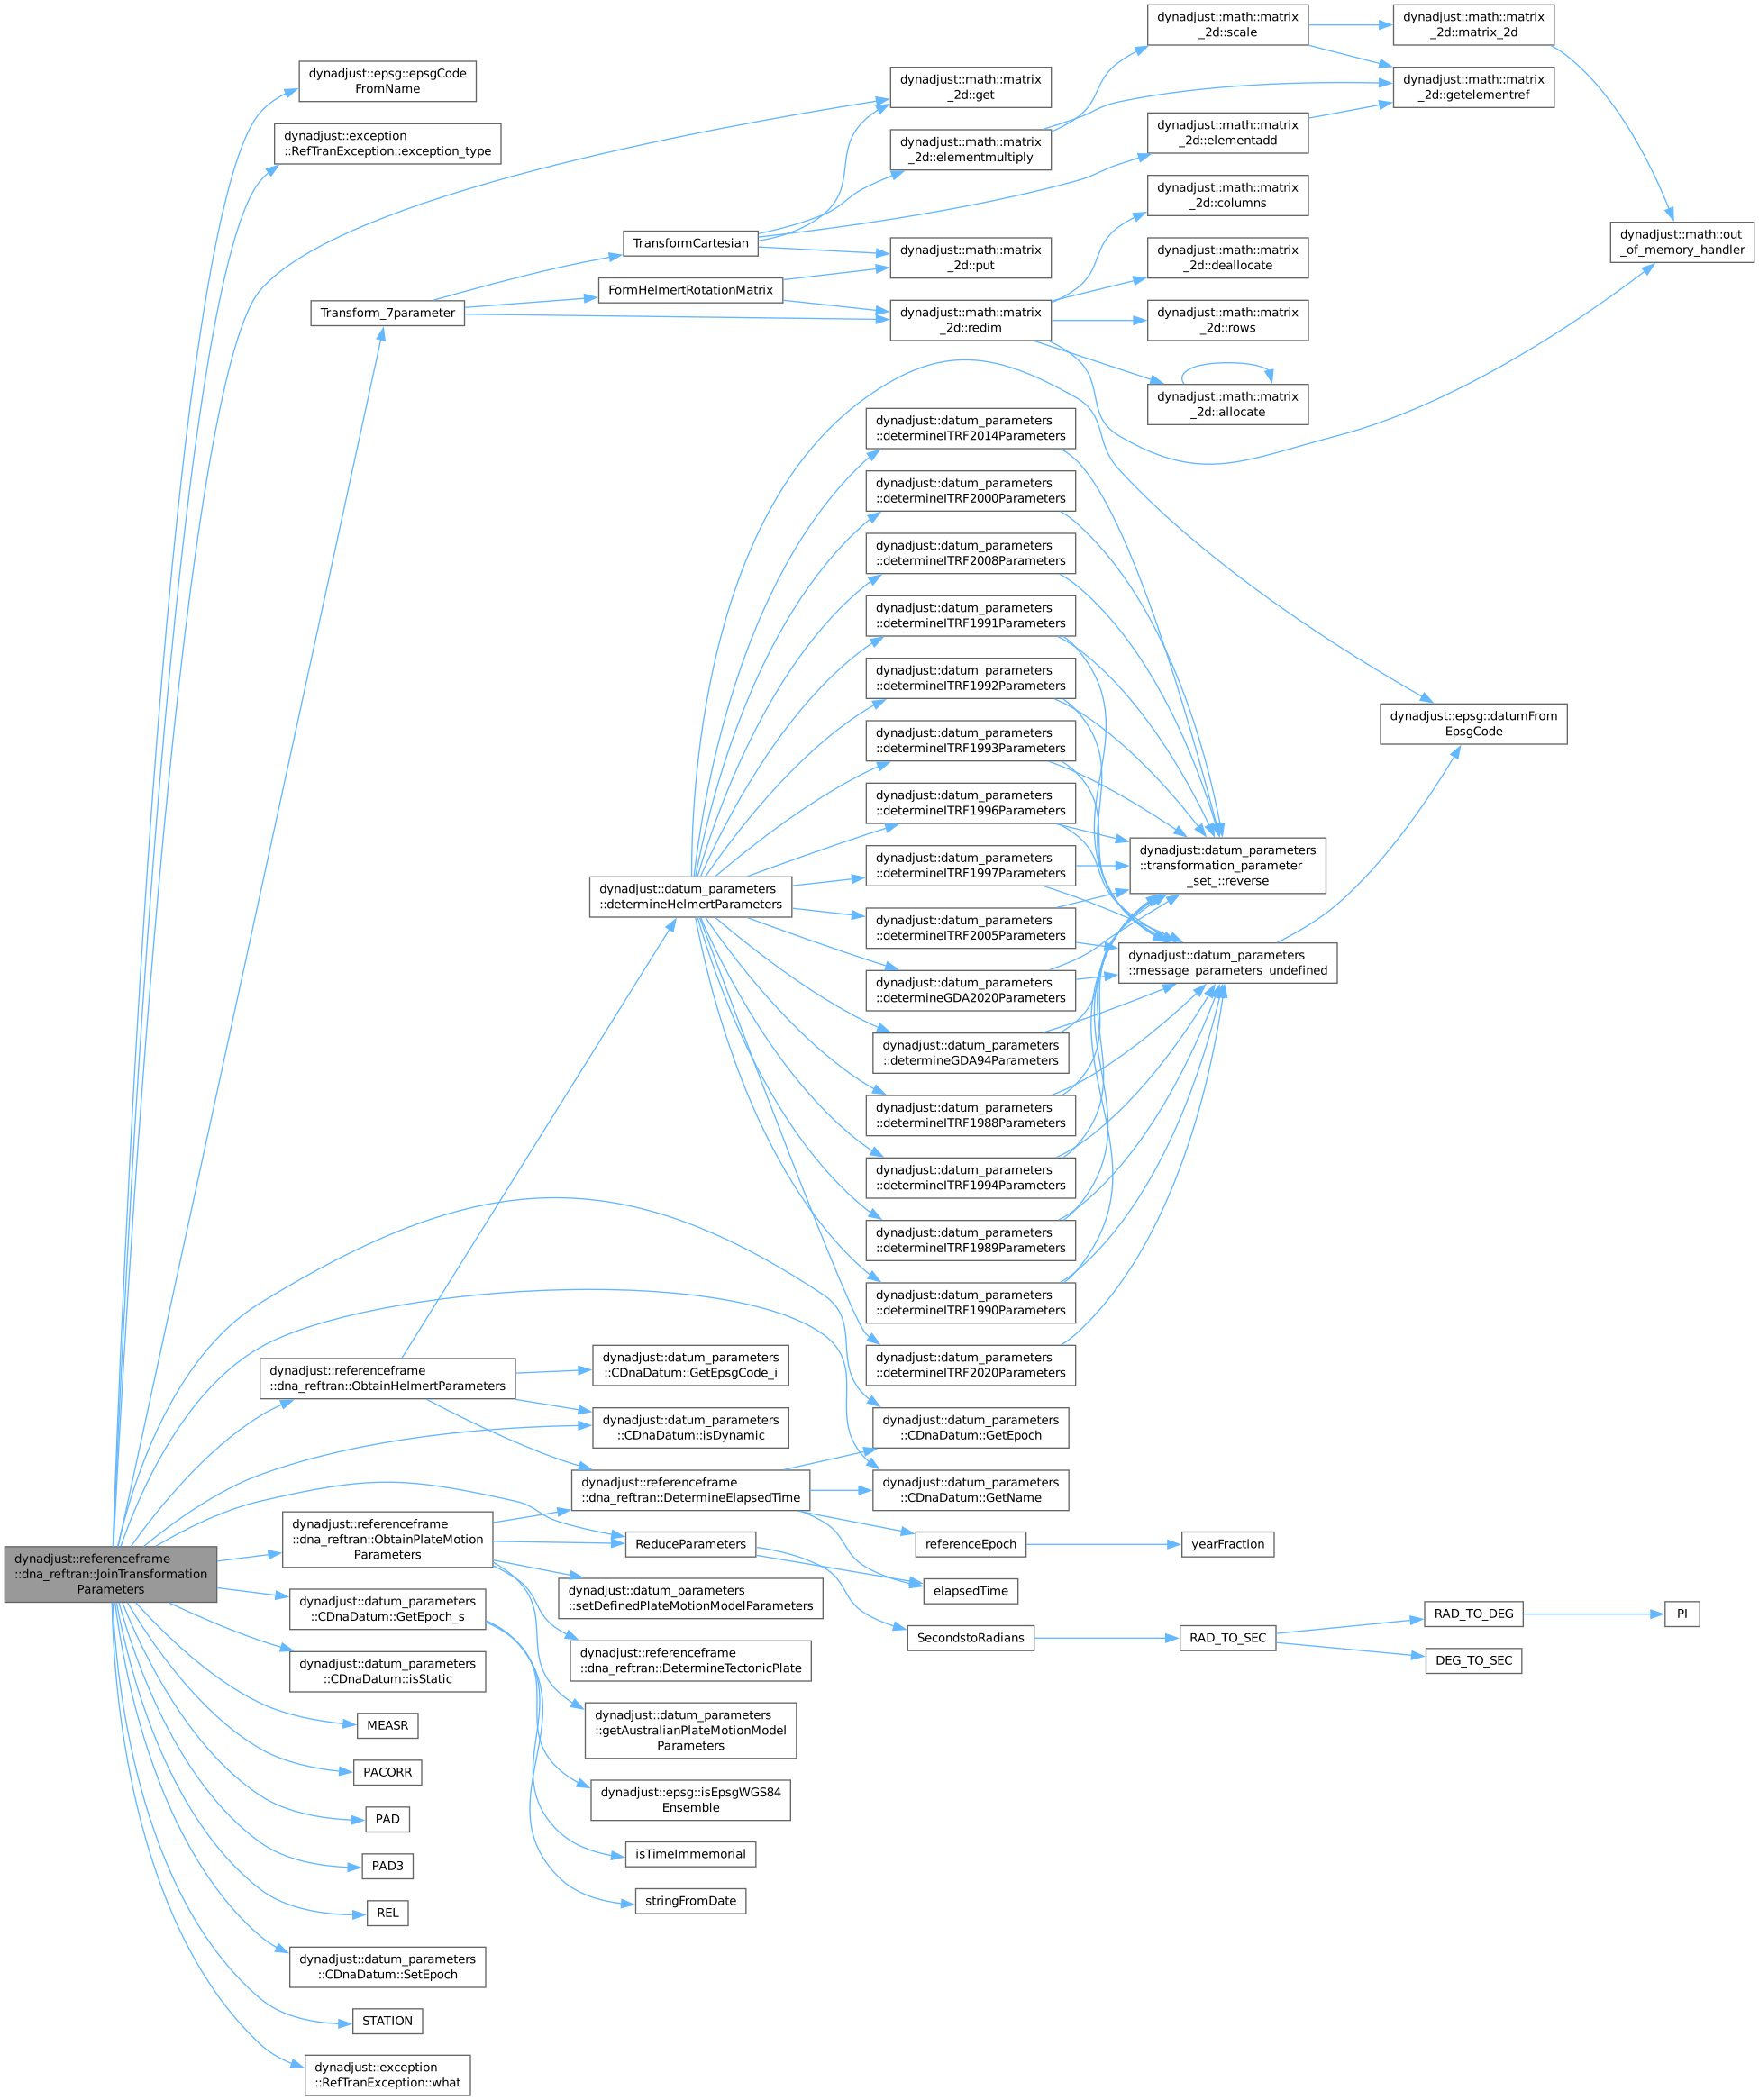 dynadjust::referenceframe
::dna_reftran::JoinTransformation
Parameters
dynadjust::epsg::epsgCode
FromName
dynadjust::exception
::RefTranException::exception_type
Transform_7parameter
dynadjust::referenceframe
::dna_reftran::ObtainHelmertParameters
dynadjust::referenceframe
::dna_reftran::ObtainPlateMotion
Parameters
dynadjust::datum_parameters
::CDnaDatum::GetEpoch_s
dynadjust::datum_parameters
::CDnaDatum::isStatic
MEASR
PACORR
PAD
PAD3
REL
dynadjust::datum_parameters
::CDnaDatum::SetEpoch
STATION
dynadjust::exception
::RefTranException::what
TransformCartesian
FormHelmertRotationMatrix
dynadjust::datum_parameters
::determineHelmertParameters
dynadjust::datum_parameters
::CDnaDatum::GetEpsgCode_i
dynadjust::datum_parameters
::CDnaDatum::isDynamic
dynadjust::referenceframe
::dna_reftran::DetermineElapsedTime
ReduceParameters
dynadjust::datum_parameters
::setDefinedPlateMotionModelParameters
dynadjust::referenceframe
::dna_reftran::DetermineTectonicPlate
dynadjust::datum_parameters
::getAustralianPlateMotionModel
Parameters
dynadjust::epsg::isEpsgWGS84
Ensemble
isTimeImmemorial
stringFromDate
dynadjust::math::matrix
_2d::get
dynadjust::math::matrix
_2d::elementmultiply
dynadjust::math::matrix
_2d::put
dynadjust::math::matrix
_2d::redim
dynadjust::datum_parameters
::determineITRF2014Parameters
dynadjust::datum_parameters
::determineITRF2000Parameters
dynadjust::datum_parameters
::determineITRF2008Parameters
dynadjust::datum_parameters
::determineITRF1991Parameters
dynadjust::datum_parameters
::determineITRF1992Parameters
dynadjust::datum_parameters
::determineITRF1993Parameters
dynadjust::datum_parameters
::determineITRF1996Parameters
dynadjust::datum_parameters
::determineITRF1997Parameters
dynadjust::datum_parameters
::determineITRF2005Parameters
dynadjust::datum_parameters
::determineGDA2020Parameters
dynadjust::datum_parameters
::determineGDA94Parameters
dynadjust::datum_parameters
::determineITRF1988Parameters
dynadjust::datum_parameters
::determineITRF1994Parameters
dynadjust::datum_parameters
::determineITRF1989Parameters
dynadjust::datum_parameters
::determineITRF1990Parameters
dynadjust::datum_parameters
::determineITRF2020Parameters
dynadjust::datum_parameters
::CDnaDatum::GetEpoch
dynadjust::datum_parameters
::CDnaDatum::GetName
referenceEpoch
elapsedTime
SecondstoRadians
dynadjust::math::matrix
_2d::scale
dynadjust::math::matrix
_2d::elementadd
dynadjust::math::matrix
_2d::columns
dynadjust::math::matrix
_2d::deallocate
dynadjust::math::matrix
_2d::rows
dynadjust::math::matrix
_2d::allocate
dynadjust::datum_parameters
::transformation_parameter
_set_::reverse
dynadjust::datum_parameters
::message_parameters_undefined
yearFraction
RAD_TO_SEC
dynadjust::math::matrix
_2d::matrix_2d
dynadjust::math::matrix
_2d::getelementref
dynadjust::epsg::datumFrom
EpsgCode
RAD_TO_DEG
DEG_TO_SEC
dynadjust::math::out
_of_memory_handler
PI